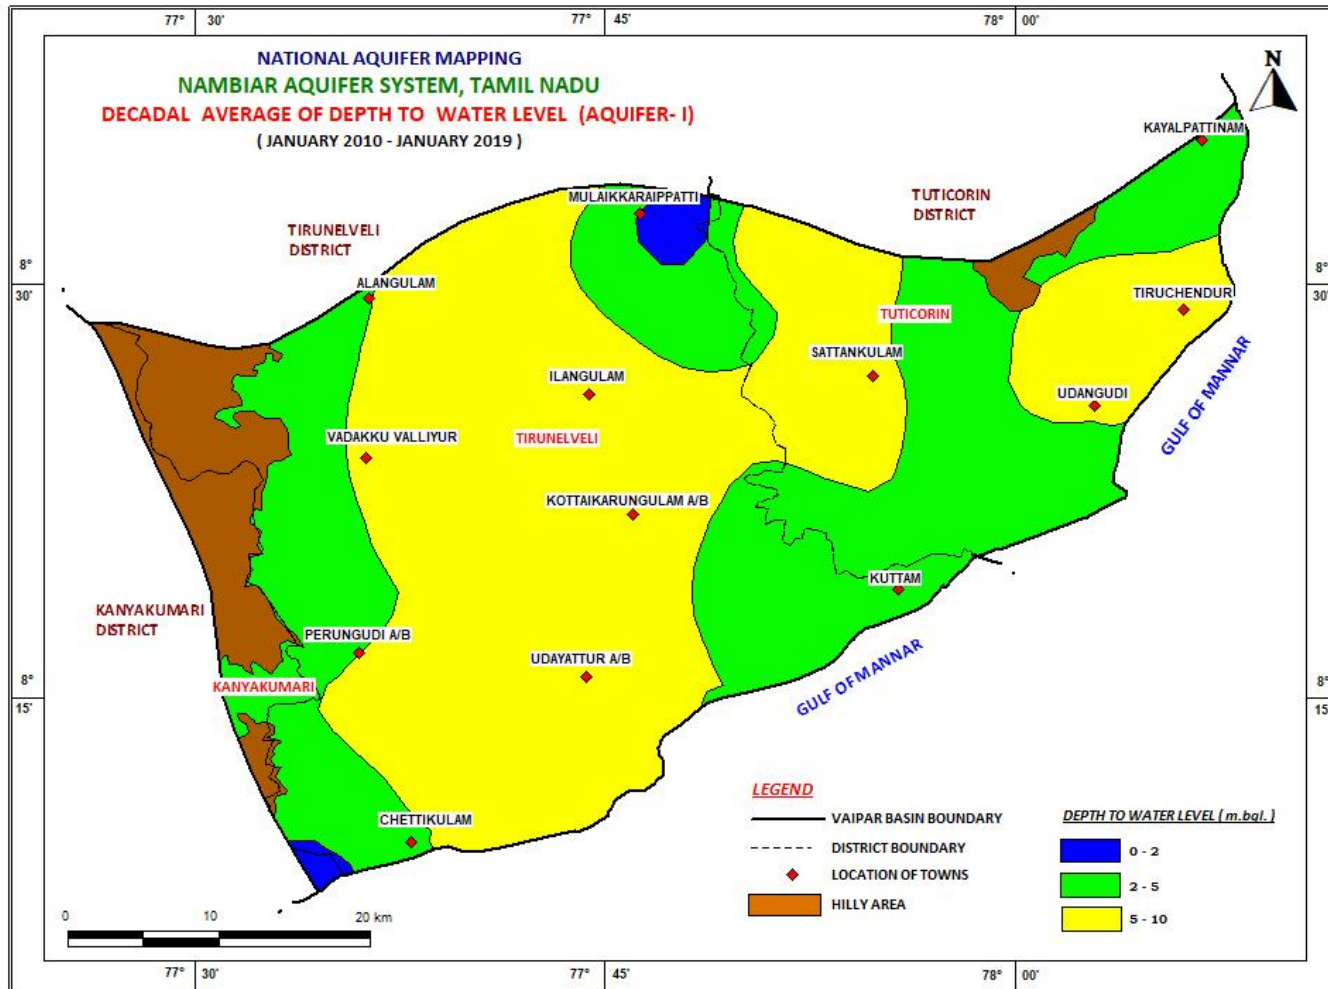 77° 30'
77° 45'
78° 00'
NATIONAL AQUIFER MAPPING
NAMBIAR AQUIFER SYSTEM, TAMIL NADU
DECADAL AVERAGE OF DEPTH TO WATER LEVEL (AQUIFER- I)
( JANUARY 2010 - JANUARY 2019 )
N
KAYALPATTINAM
MULAIKKARAIPPATTI
TUTICORIN
DISTRICT
TIRUNELVELI
DISTRICT
8°
30'
8°
30'
ALANGULAM
TIRUCHENDUR
TUTICORIN
SATTANKULAM
ILANGULAM
UDANGUDI
GULF OF MANNAR
VADAKKU VALLIYUR
TIRUNELVELI
KOTTAIKARUNGULAM A/B
KUTTAM
KANYAKUMARI
DISTRICT
PERUNGUDI A/B
UDAYATTUR A/B
KANYAKUMARI
GULF OF MANNAR
8°
15'
8°
15'
CHETTIKULAM
LEGEND
VAIPAR BASIN BOUNDARY
DISTRICT BOUNDARY
LOCATION OF TOWNS
HILLY AREA
DEPTH TO WATER LEVEL ( m.bgl. )
0 - 2
2 - 5
5 - 10
0 10 20 km
77° 30'
77° 45'
78° 00'